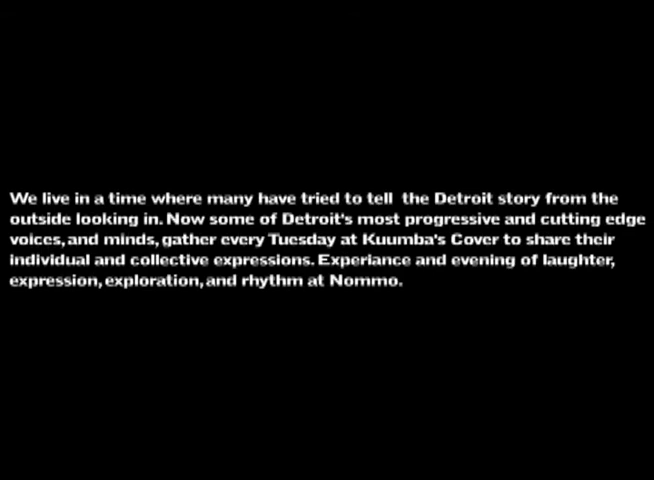 We live in a time where many have tried to tell the Detroit story from the
outside looking in. Now some of Detroit's most progressive and cutting edge
voices, and minds, gather every Tuesday at Kuumba's Cover to share their
individual and collective expressions. Experiance and evening of laughter,
expression, exploration, and rhythm at Nommo.